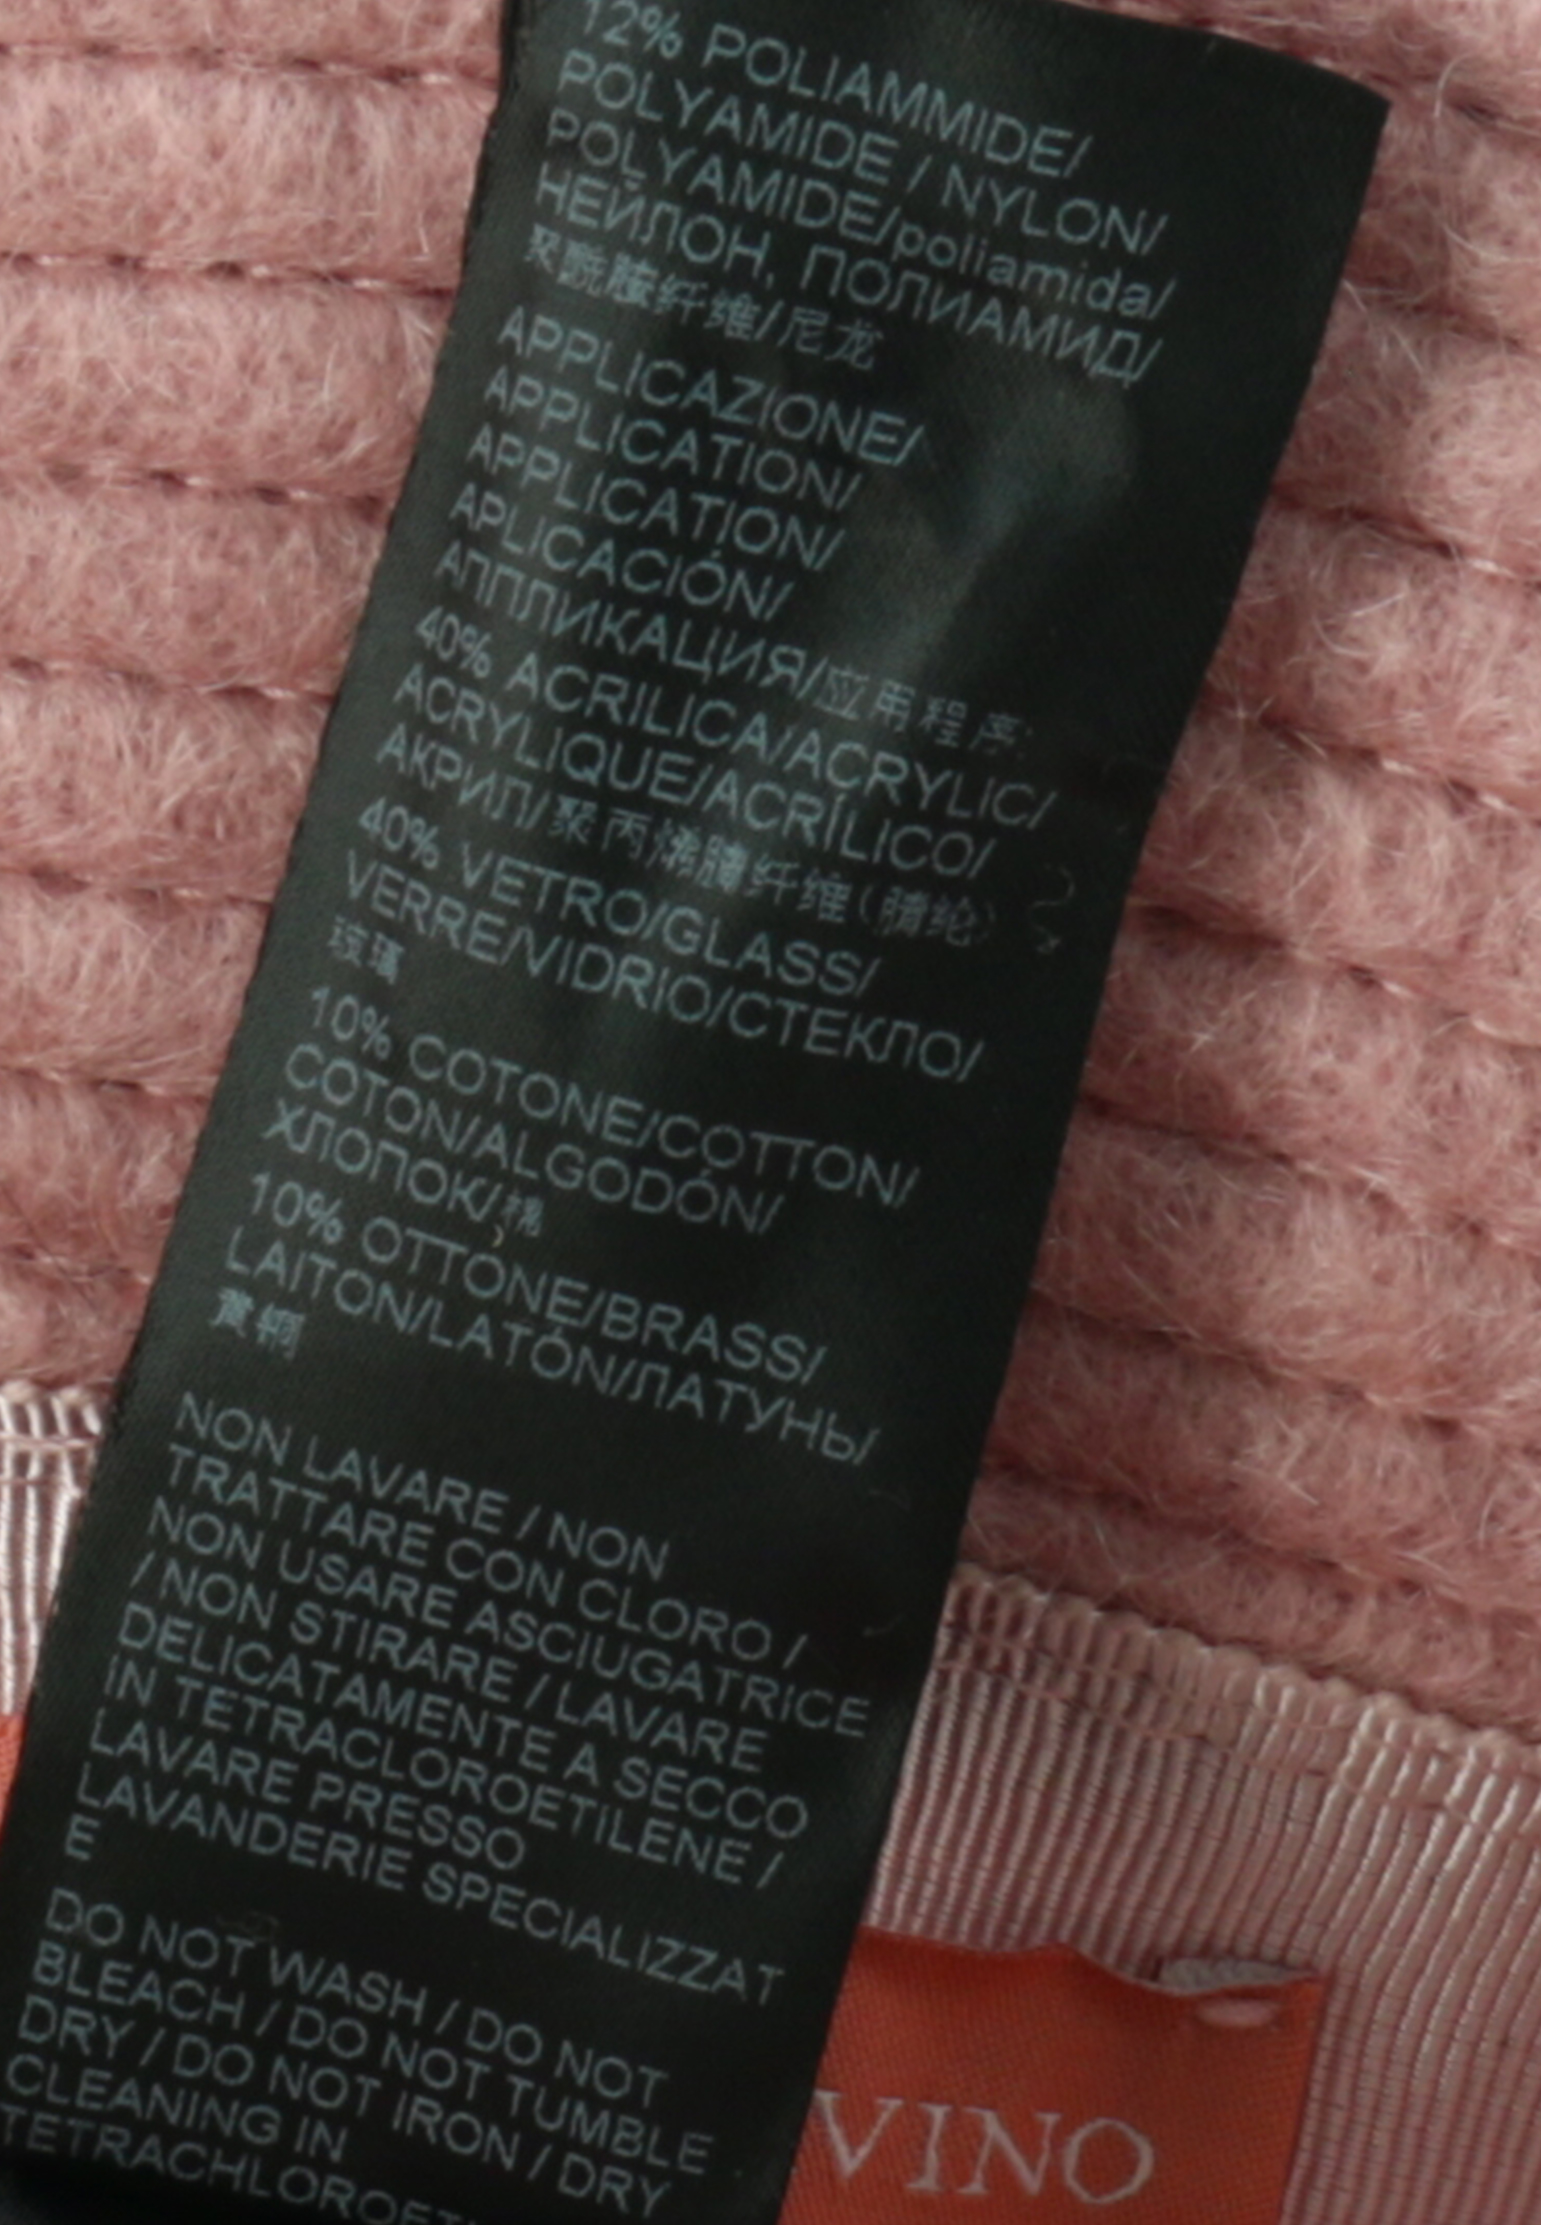 12% POLIAMMIDE/
POLYAMIDE / NYLON/
POLYAMIDE/poliamida/
НЕЙЛОН, ПОЛИАМИД/
聚酰胺纤维/尼龙
APPLICAZIONE/
APPLICATION/
APPLICATION/
APLICACIÓN/
АППЛИКАЦИЯ/应用程序:
40% ACRILICA/ACRYLIC/
ACRYLIQUE/ACRÍLICO/
АКРИЛ/聚丙烯腈纤维(腈纶)
40% VETRO/GLASS/
VERRE/VIDRIO/СТЕКЛО/
玻璃
10% COTONE/COTTON/
COTON/ALGODÓN/
ХЛОПОК/棉
10% OTTONE/BRASS/
LAITON/LATÓN/ЛАТУНЬ/
黄铜
NON LAVARE / NON
TRATTARE CON CLORO /
NON USARE ASCIUGATRICE
/ NON STIRARE / LAVARE
DELICATAMENTE A SECCO
IN TETRACLOROETILENE /
LAVARE PRESSO
LAVANDERIE SPECIALIZZAT
E
DO NOT WASH / DO NOT
BLEACH / DO NOT TUMBLE
DRY / DO NOT IRON / DRY
CLEANING IN
VINO